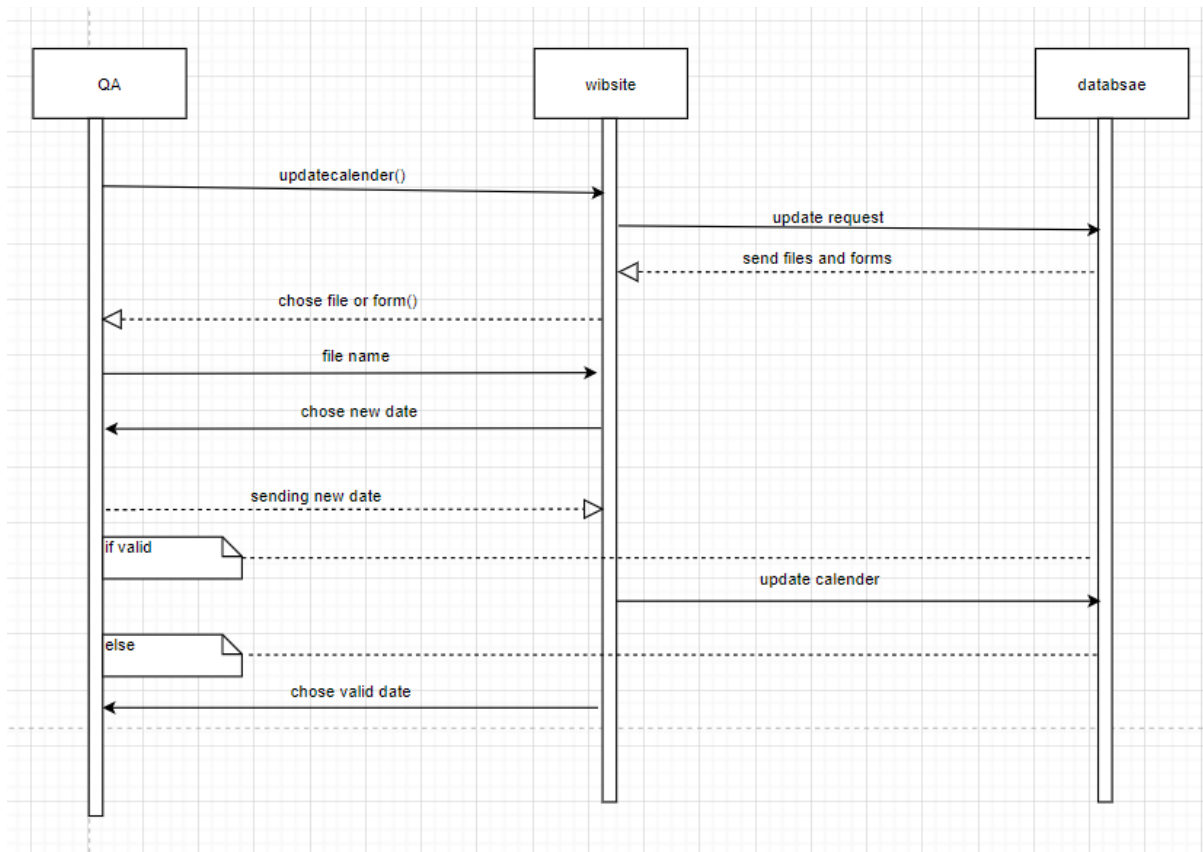 QA
wibsite
databsae
updatecalender()
update request
send files and forms
chose file or form()
file name
chose new date
sending new date
if valid
update calender
else
chose valid date